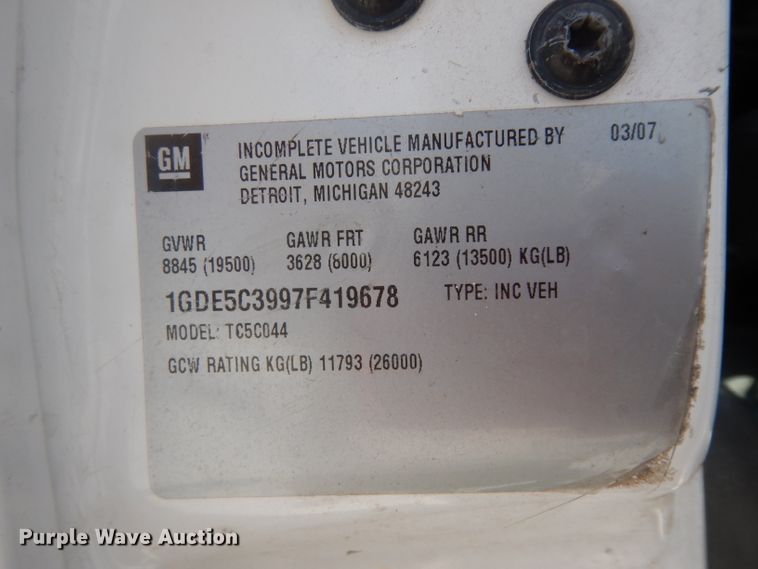 GM
INCOMPLETE VEHICLE MANUFACTURED BY 03/07
GENERAL MOTORS CORPORATION
DETROIT, MICHIGAN 48243
GVWR GAWR FRT GAWR RR
8845 (19500) 3628 (8000) 6123 (13500) KG(LB)
1GDE5C3997F419678 TYPE: INC VEH
MODEL: TC5C044
GCW RATING KG(LB) 11793 (26000)
Purple Wave Auction